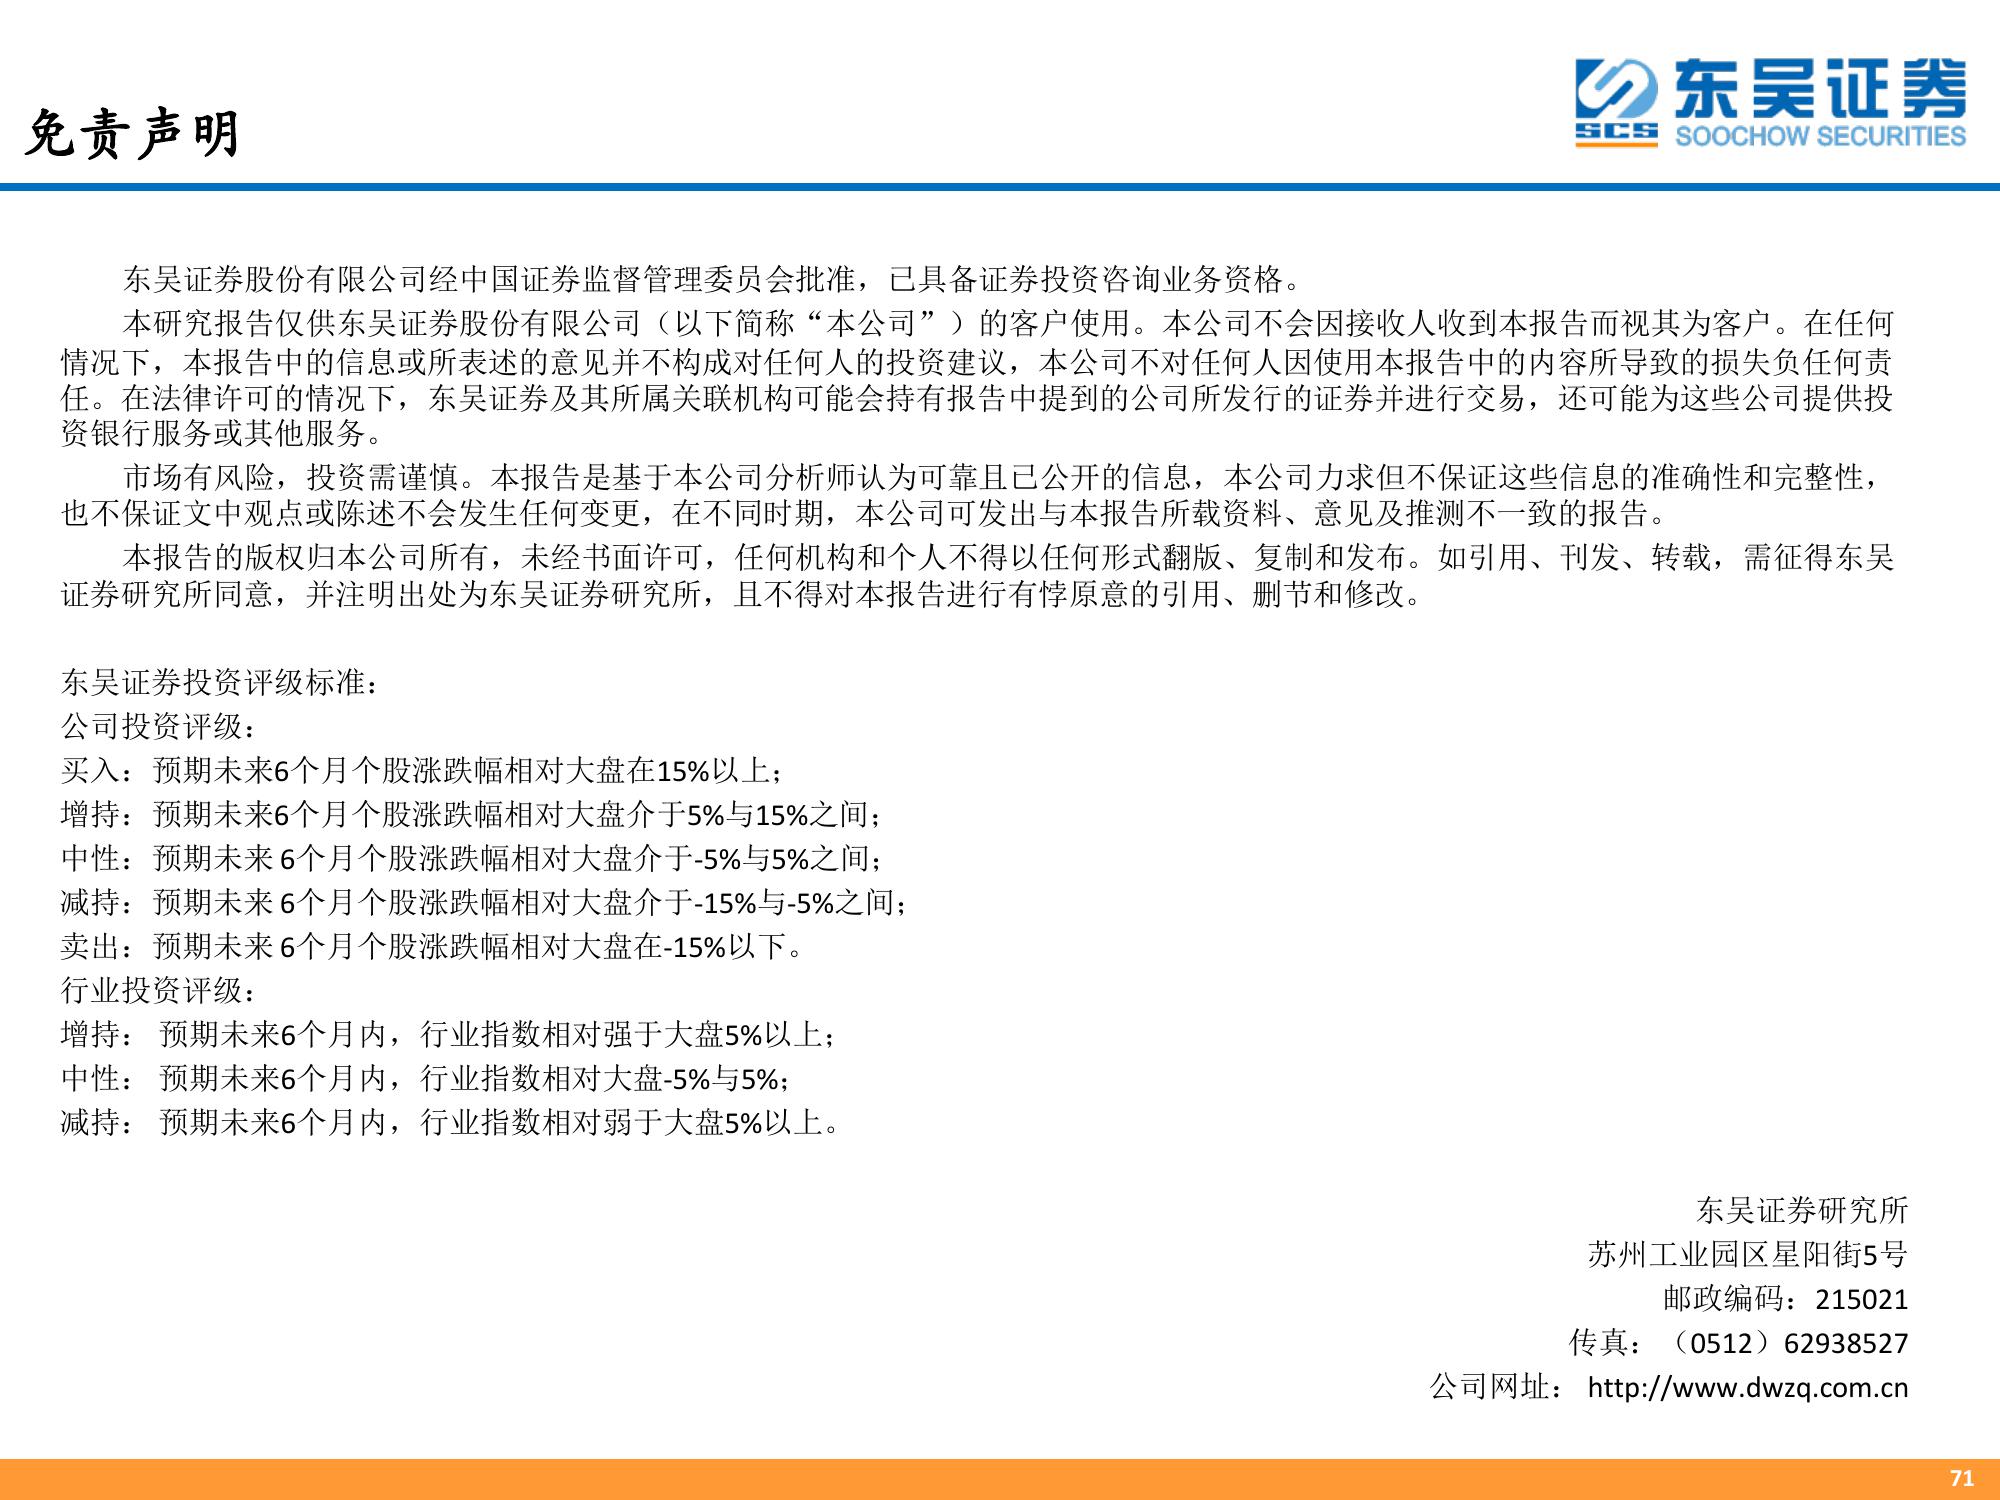 免责声明
东吴证券
SCS
SOOCHOW SECURITIES
东吴证券股份有限公司经中国证券监督管理委员会批准，已具备证券投资咨询业务资格。
本研究报告仅供东吴证券股份有限公司（以下简称“本公司”）的客户使用。本公司不会因接收人收到本报告而视其为客户。在任何
情况下，本报告中的信息或所表述的意见并不构成对任何人的投资建议，本公司不对任何人因使用本报告中的内容所导致的损失负任何责
任。在法律许可的情况下，东吴证券及其所属关联机构可能会持有报告中提到的公司所发行的证券并进行交易，还可能为这些公司提供投
资银行服务或其他服务。
市场有风险，投资需谨慎。本报告是基于本公司分析师认为可靠且已公开的信息，本公司力求但不保证这些信息的准确性和完整性，
也不保证文中观点或陈述不会发生任何变更，在不同时期，本公司可发出与本报告所载资料、意见及推测不一致的报告。
本报告的版权归本公司所有，未经书面许可，任何机构和个人不得以任何形式翻版、复制和发布。如引用、刊发、转载，需征得东吴
证券研究所同意，并注明出处为东吴证券研究所，且不得对本报告进行有悖原意的引用、删节和修改。
东吴证券投资评级标准：
公司投资评级：
买入：预期未来6个月个股涨跌幅相对大盘在15%以上；
增持：预期未来6个月个股涨跌幅相对大盘介于5%与15%之间；
中性：预期未来 6个月个股涨跌幅相对大盘介于-5%与5%之间；
减持：预期未来 6个月个股涨跌幅相对大盘介于-15%与-5%之间；
卖出：预期未来 6个月个股涨跌幅相对大盘在-15%以下。
行业投资评级：
增持： 预期未来6个月内，行业指数相对强于大盘5%以上；
中性： 预期未来6个月内，行业指数相对大盘-5%与5%；
减持： 预期未来6个月内，行业指数相对弱于大盘5%以上。
东吴证券研究所
苏州工业园区星阳街5号
邮政编码：215021
传真：（0512）62938527
公司网址： http://www.dwzq.com.cn
71